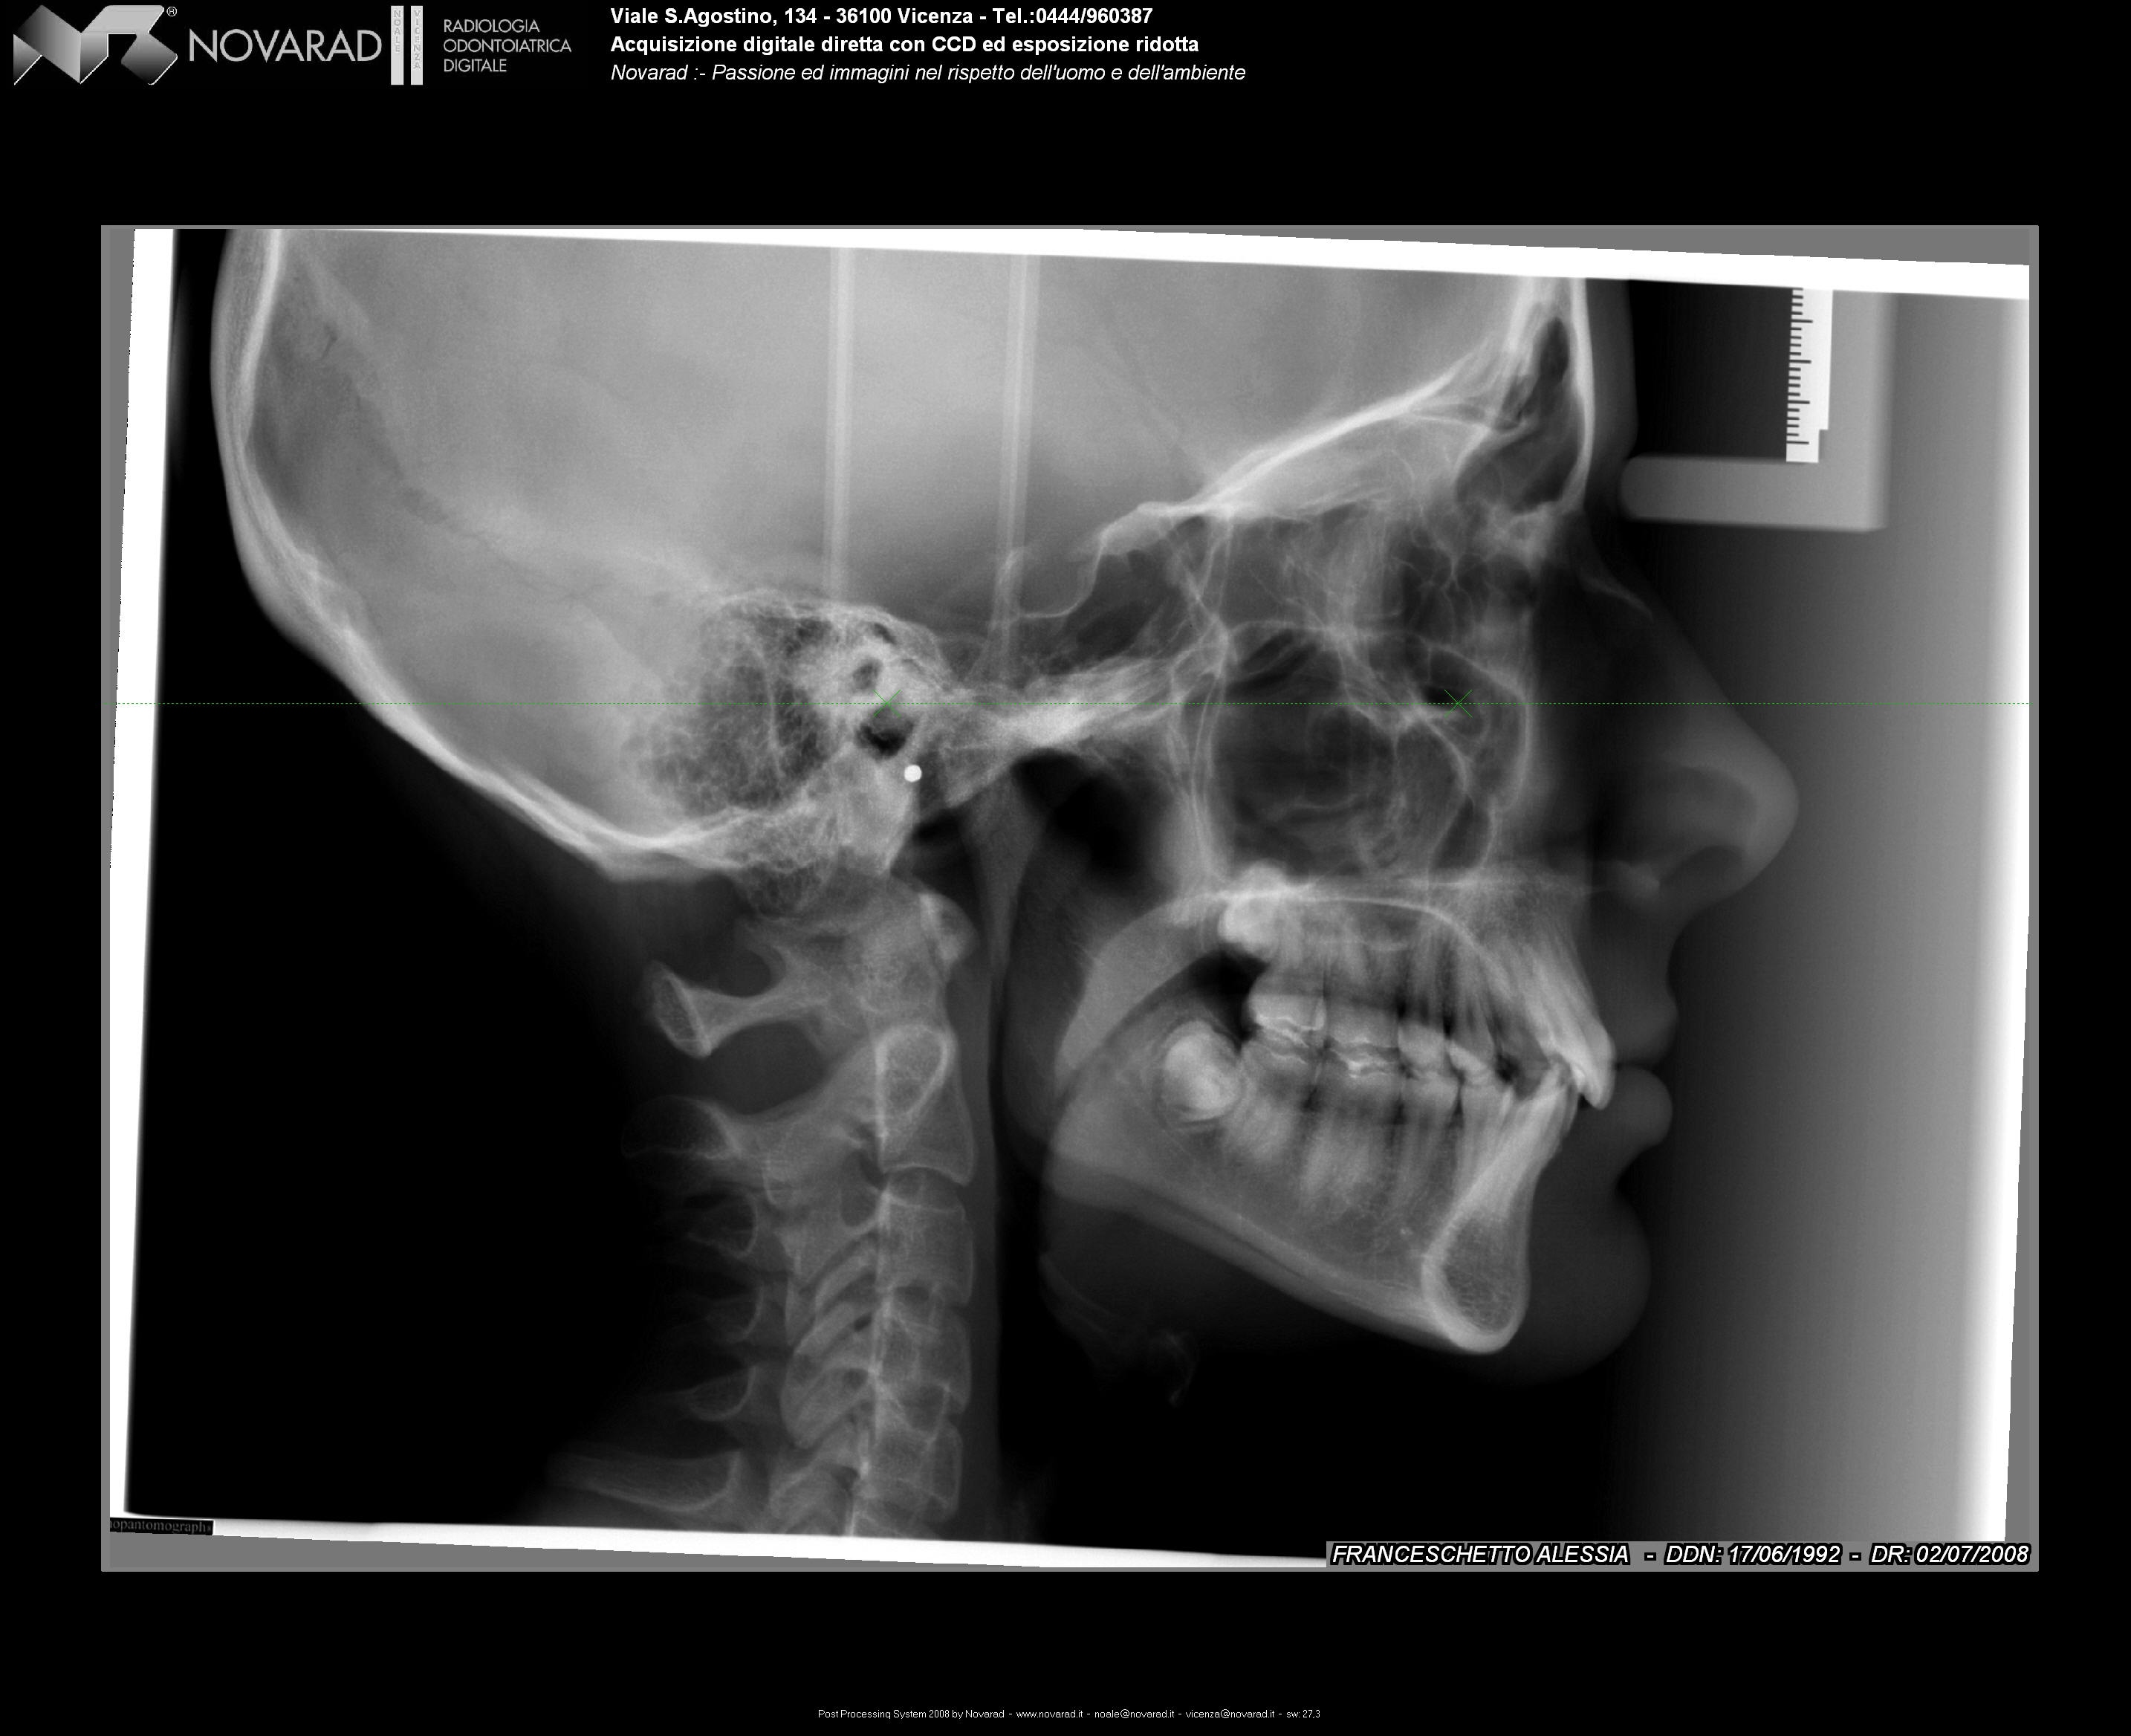 NOVARAD
®
NOALE
VICENZA
RADIOLOGIA
ODONTOIATRICA
DIGITALE
Viale S.Agostino, 134 - 36100 Vicenza - Tel.:0444/960387
Acquisizione digitale diretta con CCD ed esposizione ridotta
Novarad :- Passione ed immagini nel rispetto dell'uomo e dell'ambiente
opantomograph
FRANCESCHETTO ALESSIA - DDN: 17/06/1992 - DR: 02/07/2008
Post Processing System 2008 by Novarad - www.novarad.it - noale@novarad.it - vicenza@novarad.it - sw: 27,3